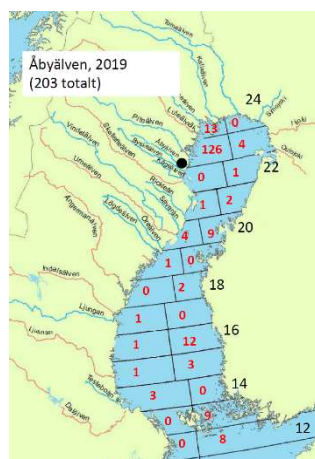 Åbyälven, 2019
(203 totalt)
Torneälven
Kalixälven
24
Luleälven
13 0
Simojoki
Piteälven
126 4
Iijoki
Åbyälven
Byskeälven
Kågeälven
Oulujoki
22
0 1
Skellefteälven
Vindelälven
Rickleån
Sävarån
1 2
Umeälven
Öreälven
Lögdeälven
20
4 9
Ångermanälven
1 0
Indalsälven
0 2
18
Ljungan
1 0
16
1 12
Ljusnan
1 3
14
Testeboån
3 0
Dalälven
0 9
12
0 8